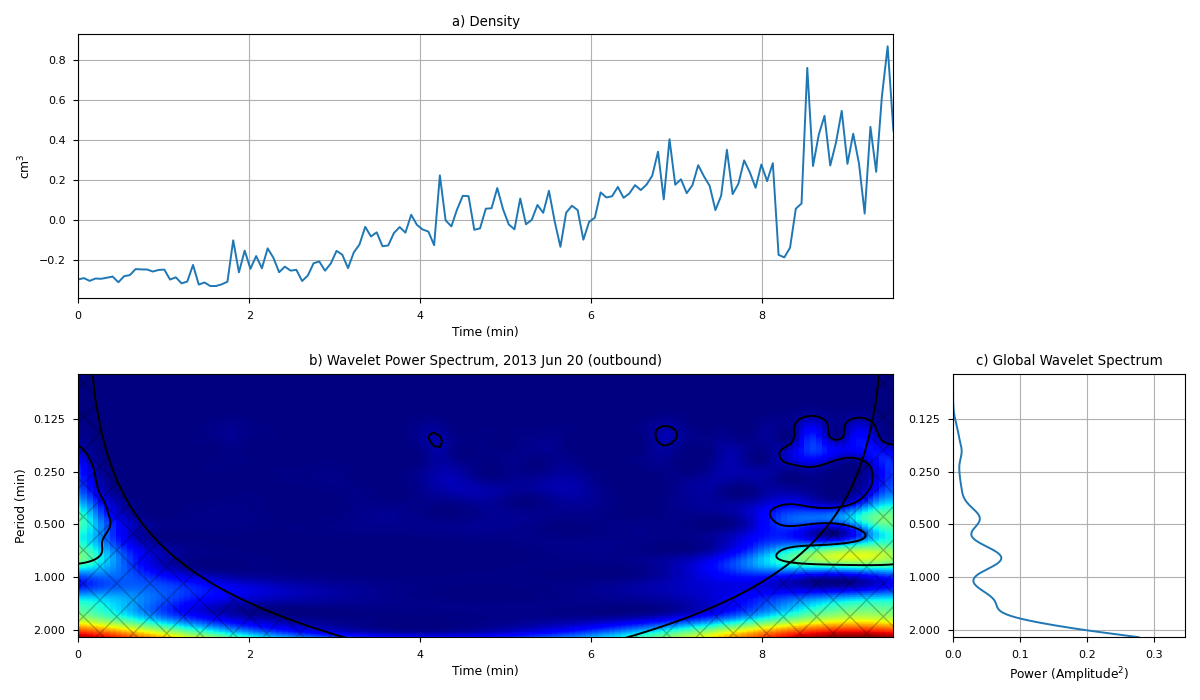 a) Density
0.8
0.6
0.4
0.2
0.0
−0.2
cm³
0 2 4 6 8
Time (min)
b) Wavelet Power Spectrum, 2013 Jun 20 (outbound)
0.125
0.250
0.500
1.000
2.000
Period (min)
0 2 4 6 8
Time (min)
c) Global Wavelet Spectrum
0.125
0.250
0.500
1.000
2.000
0.0 0.1 0.2 0.3
Power (Amplitude²)